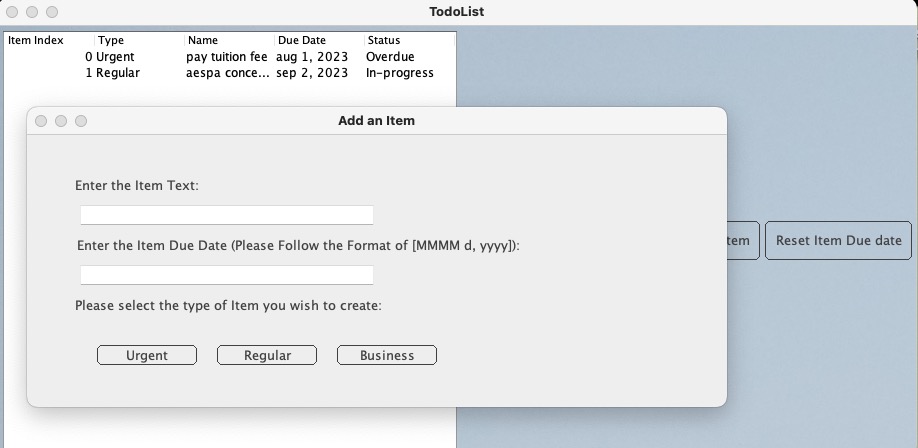 TodoList
Item Index Type Name Due Date Status
0 Urgent pay tuition fee aug 1, 2023 Overdue
1 Regular aespa conce... sep 2, 2023 In-progress
Add an Item
Enter the Item Text:
Enter the Item Due Date (Please Follow the Format of [MMMM d, yyyy]):
Please select the type of Item you wish to create:
Urgent Regular Business
tem Reset Item Due date